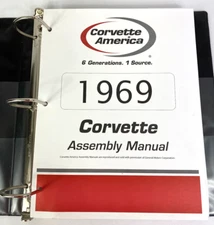 Corvette
America
6 Generations. 1 Source.
1969
Corvette
Assembly Manual